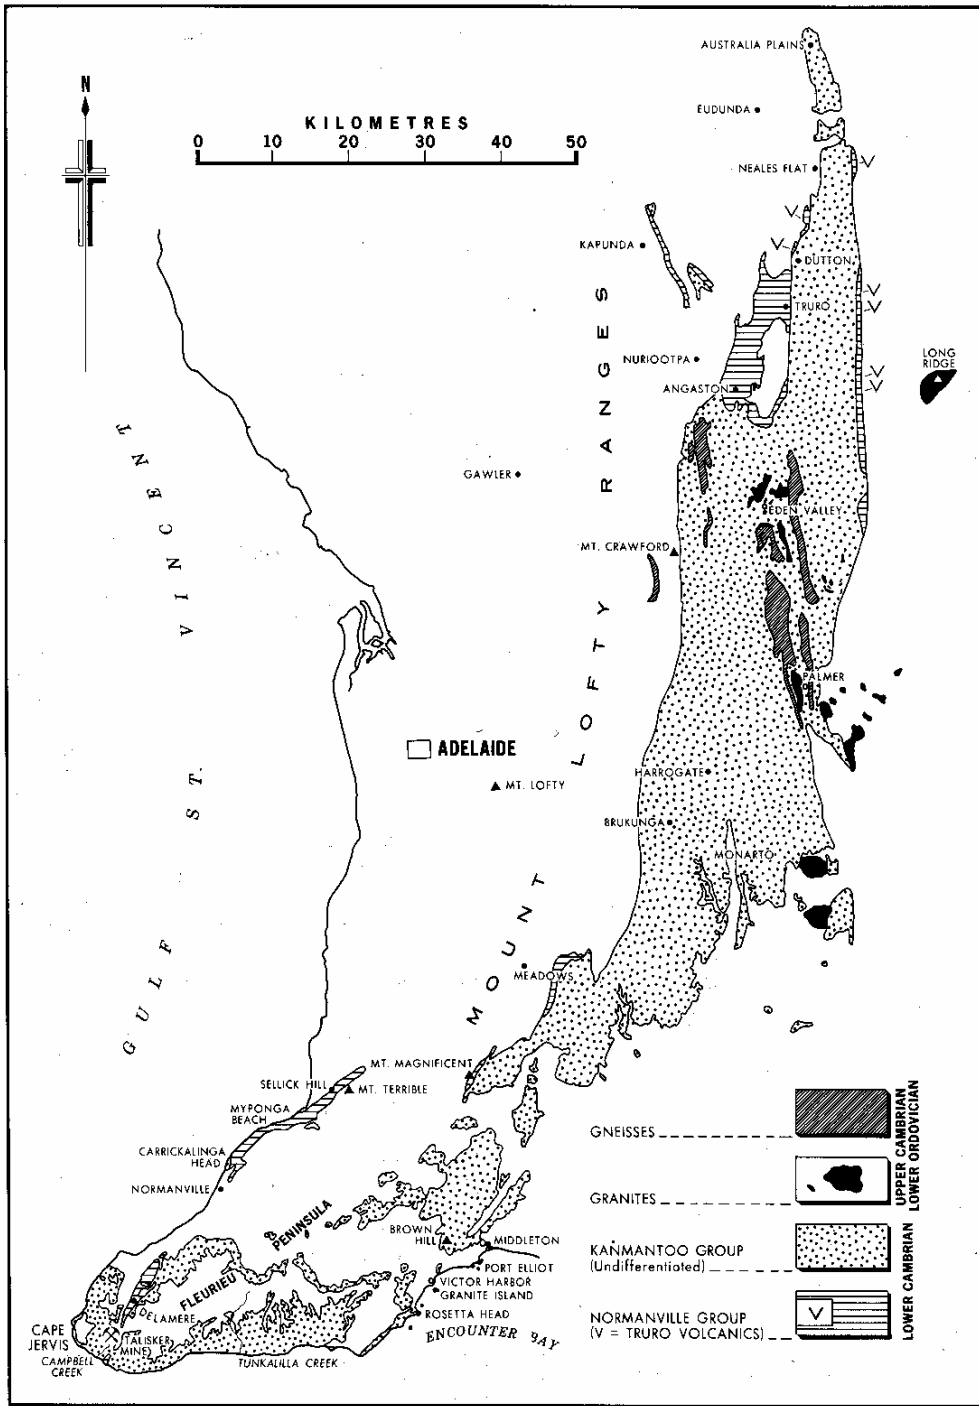 N
KILOMETRES
0 10 20 30 40 50
AUSTRALIA PLAINS
EUDUNDA
NEALES FLAT
V
V
KAPUNDA
V
DUTTON
V
TRURO
V
NURIOOTPA
LONG
RIDGE
V
ANGASTON
V
GULF ST. VINCENT
MOUNT LOFTY RANGES
GAWLER
EDEN VALLEY
MT. CRAWFORD
PALMER
ADELAIDE
MT. LOFTY
HARROGATE
BRUKUNGA
MONARTO
MEADOWS
MT. MAGNIFICENT
SELLICK HILL
MT. TERRIBLE
MYPONGA
BEACH
CARRICKALINGA
HEAD
NORMANVILLE
FLEURIEU PENINSULA
BROWN
HILL
MIDDLETON
PORT ELLIOT
VICTOR HARBOR
GRANITE ISLAND
ROSETTA HEAD
ENCOUNTER BAY
DELAMERE
CAPE
JERVIS
(TALISKER
MINE)
CAMPBELL
CREEK
TUNKALILLA CREEK
GNEISSES
GRANITES
UPPER CAMBRIAN
LOWER ORDOVICIAN
KANMANTOO GROUP
(Undifferentiated)
NORMANVILLE GROUP
(V = TRURO VOLCANICS)
V
LOWER CAMBRIAN